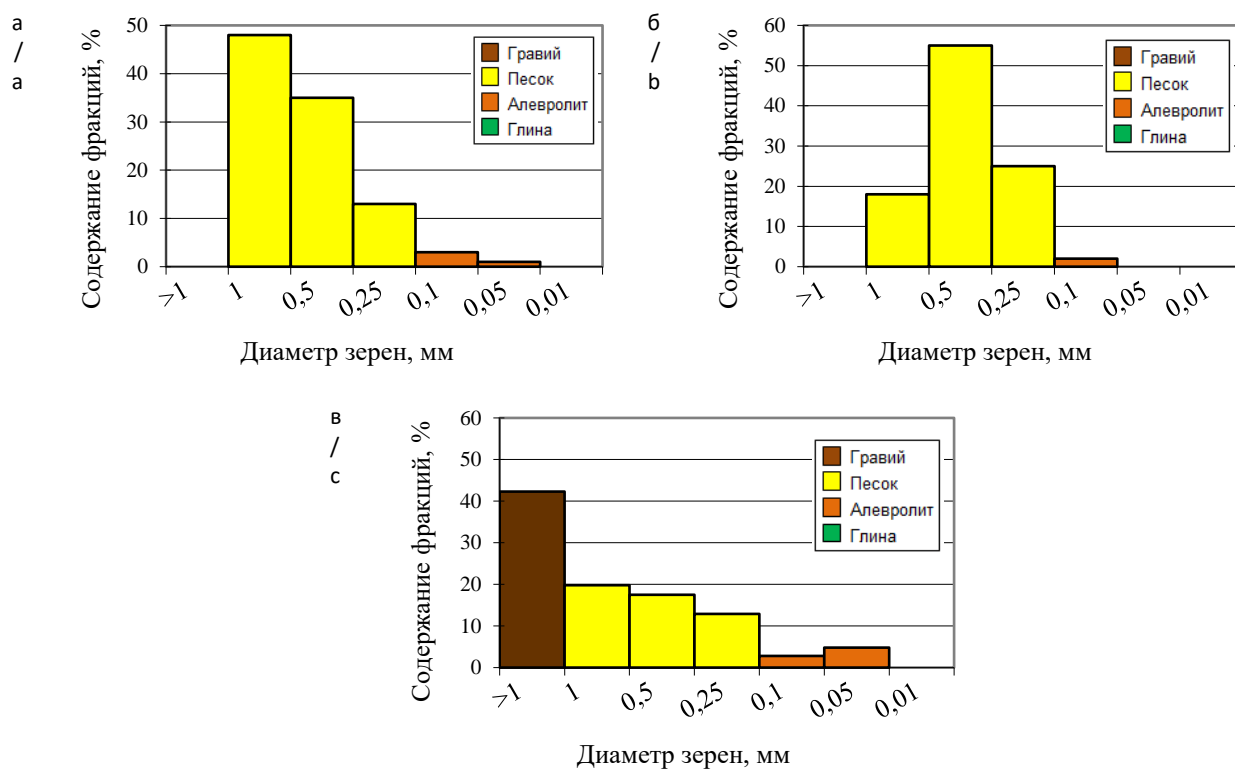 а
/
a
Содержание фракций, %
50
40
30
20
10
0
Гравий
Песок
Алевролит
Глина
>1
1
0,5
0,25
0,1
0,05
0,01
Диаметр зерен, мм
б
/
b
Содержание фракций, %
60
50
40
30
20
10
0
Гравий
Песок
Алевролит
Глина
>1
1
0,5
0,25
0,1
0,05
0,01
Диаметр зерен, мм
в
/
c
Содержание фракций, %
60
50
40
30
20
10
0
Гравий
Песок
Алевролит
Глина
>1
1
0,5
0,25
0,1
0,05
0,01
Диаметр зерен, мм